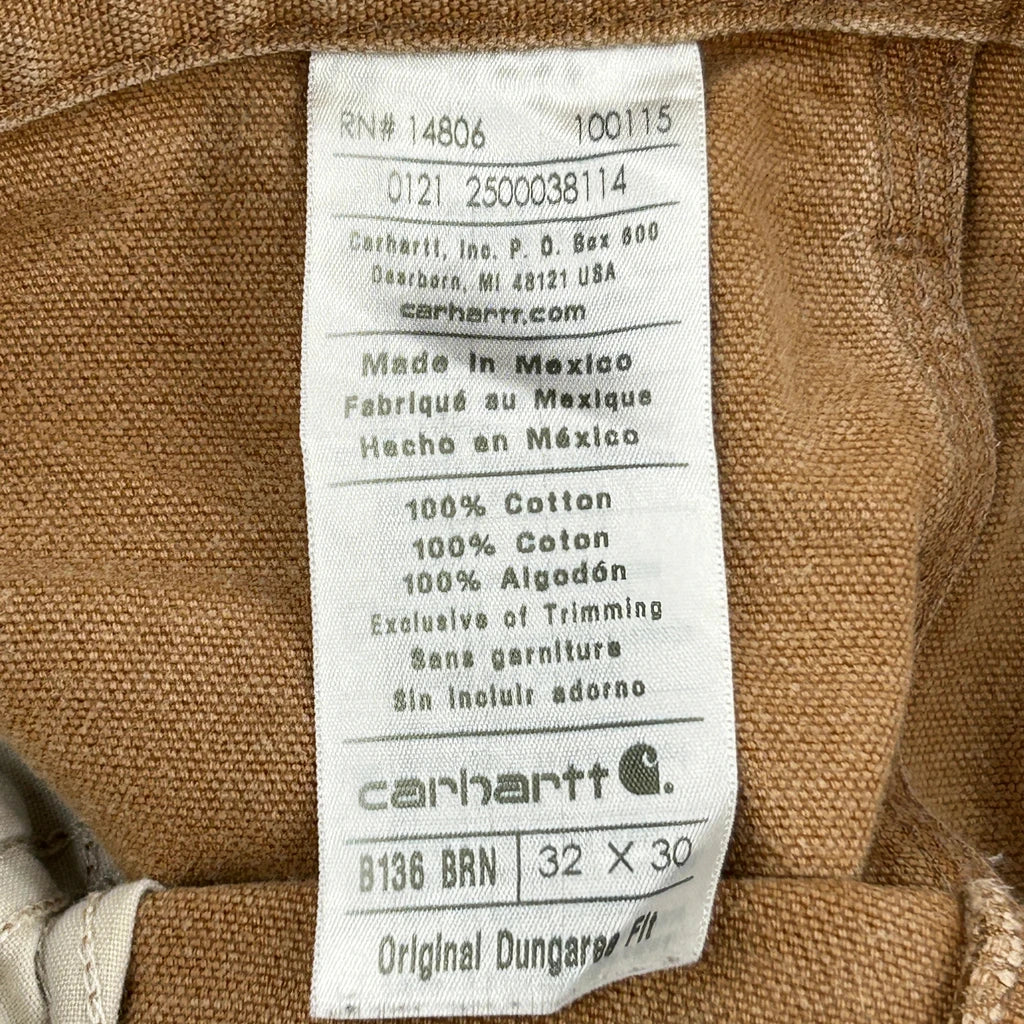 RN# 14806 100115
0121 2500038114
Carhartt, Inc. P. O. Box 600
Dearborn, MI 48121 USA
carhartt.com
Made in Mexico
Fabriqué au Mexique
Hecho en México
100% Cotton
100% Coton
100% Algodón
Exclusive of Trimming
Sans garniture
Sin incluir adorno
carhartt
B136 BRN 32 X 30
Original Dungaree Fit